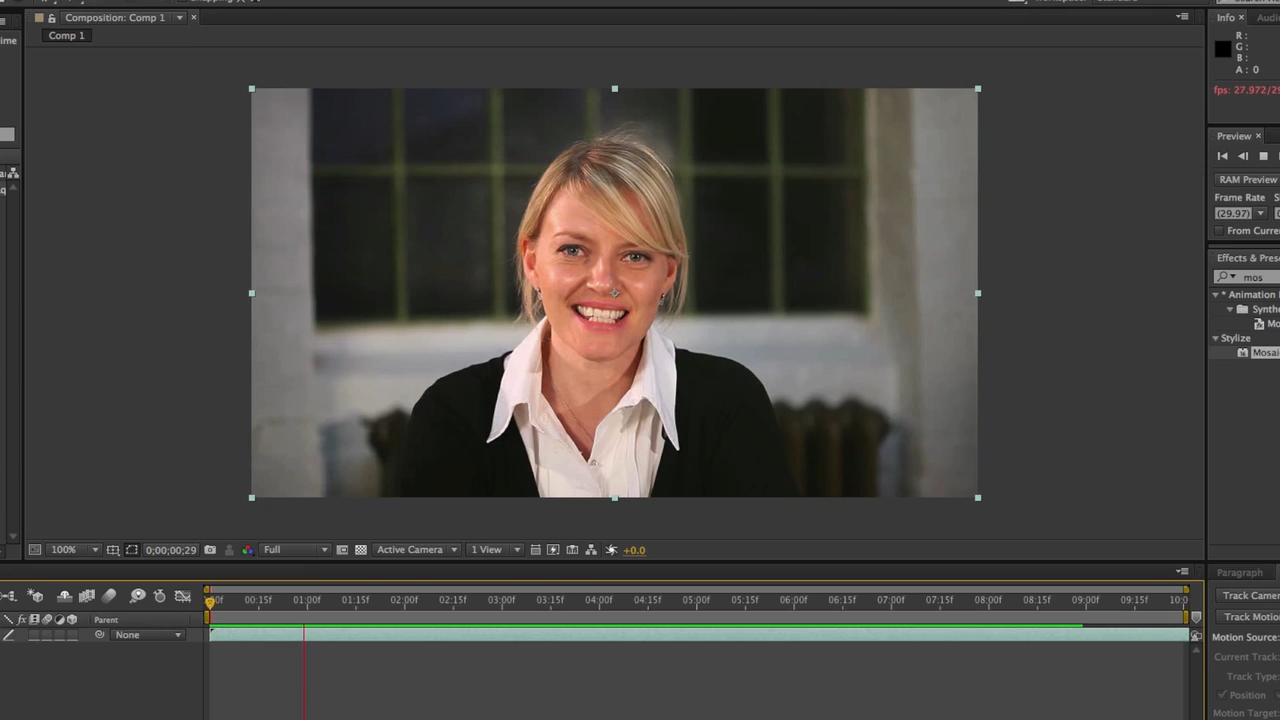 Composition: Comp 1
Info
Comp 1
R :
G :
B :
A : 0
fps: 27.972/29
Preview
RAM Preview
Frame Rate
(29.97)
From Curre
Effects & Pres
mos
* Animation
Synthe
Mo
Stylize
Mosai
100%
0;00;00;29
Full
Active Camera
1 View
+0.0
Paragraph
00:15f 01:00f 01:15f 02:00f 02:15f 03:00f 03:15f 04:00f 04:15f 05:00f 05:15f 06:00f 06:15f 07:00f 07:15f 08:00f 08:15f 09:00f 09:15f 10:0
Track Camer
fx Parent
Track Motio
None
Motion Source:
Current Track:
Track Type:
Position
Motion Target: